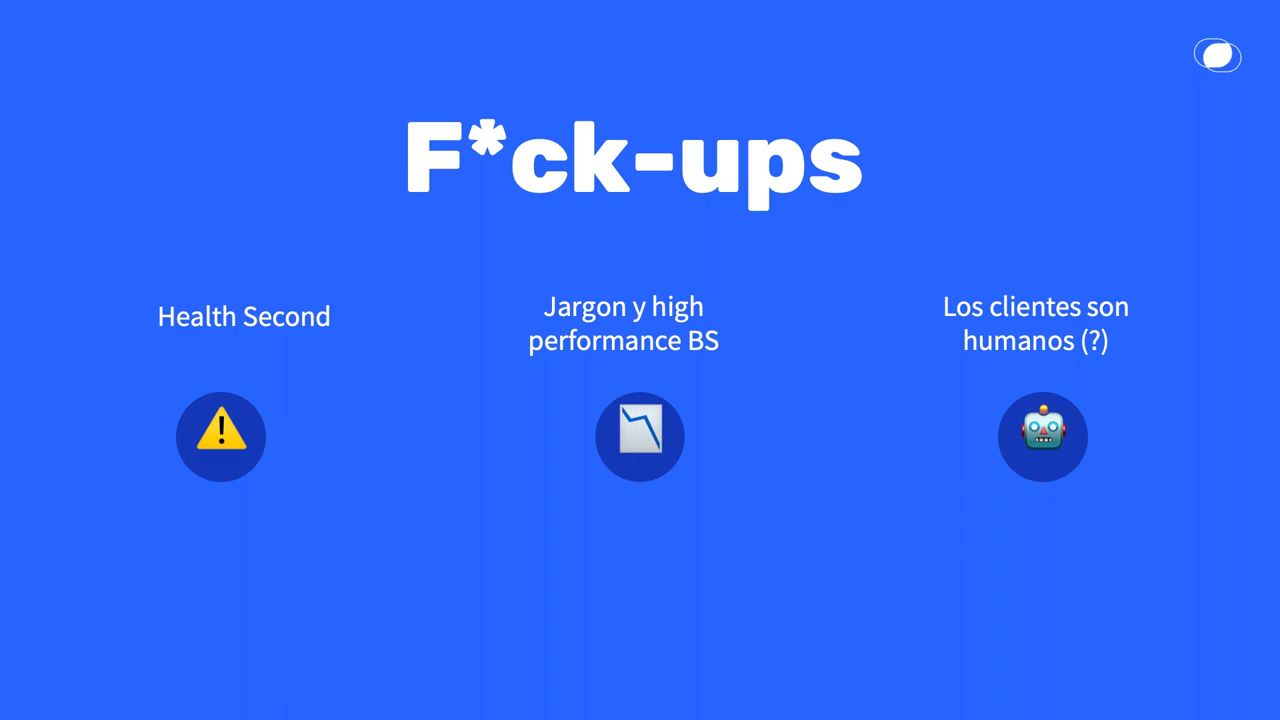 F*ck-ups
Health Second
Jargon y high
performance BS
Los clientes son
humanos (?)